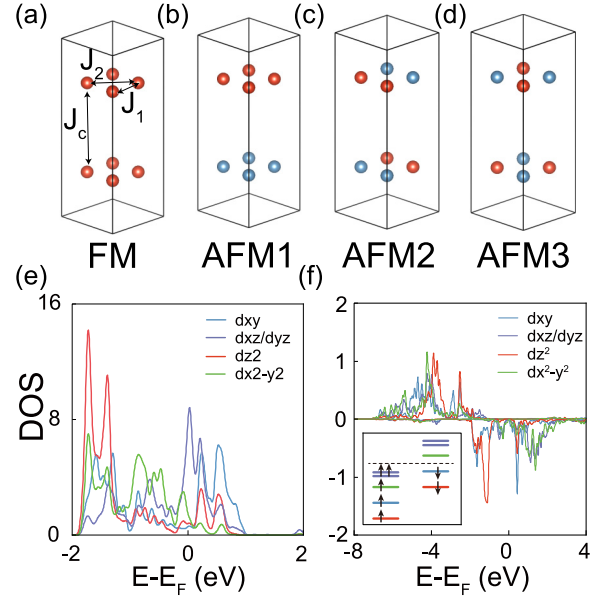 (a)
(b)
(c)
(d)
J2
J1
Jc
FM
AFM1
AFM2
AFM3
(e)
(f)
16
8
0
DOS
dxy
dxz/dyz
dz2
dx2-y2
-2
0
2
E-EF (eV)
2
1
0
-1
-2
dxy
dxz/dyz
dz²
dx²-y²
-8
-4
0
4
E-EF (eV)